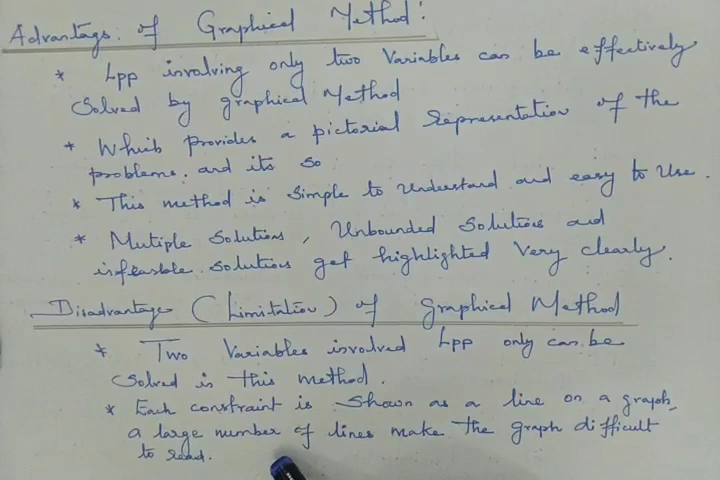 Advantags of Graphical Method:
* Lpp involving only two Variables can be effectively
Solved by graphical Method
* Which provides a pictorial representation of the
problems. and its so
* This method is simple to understand and easy to use.
* Mutiple solutions, Unbounded solutions and
infeasible solutions get highlighted Very clearly.
Disadvantages (Limitation) of Graphical Method
* Two Variables involved Lpp only can be
Solved in this method.
* Each constraint is shown as a line on a graph,
a large number of lines make the graph difficult
to read.